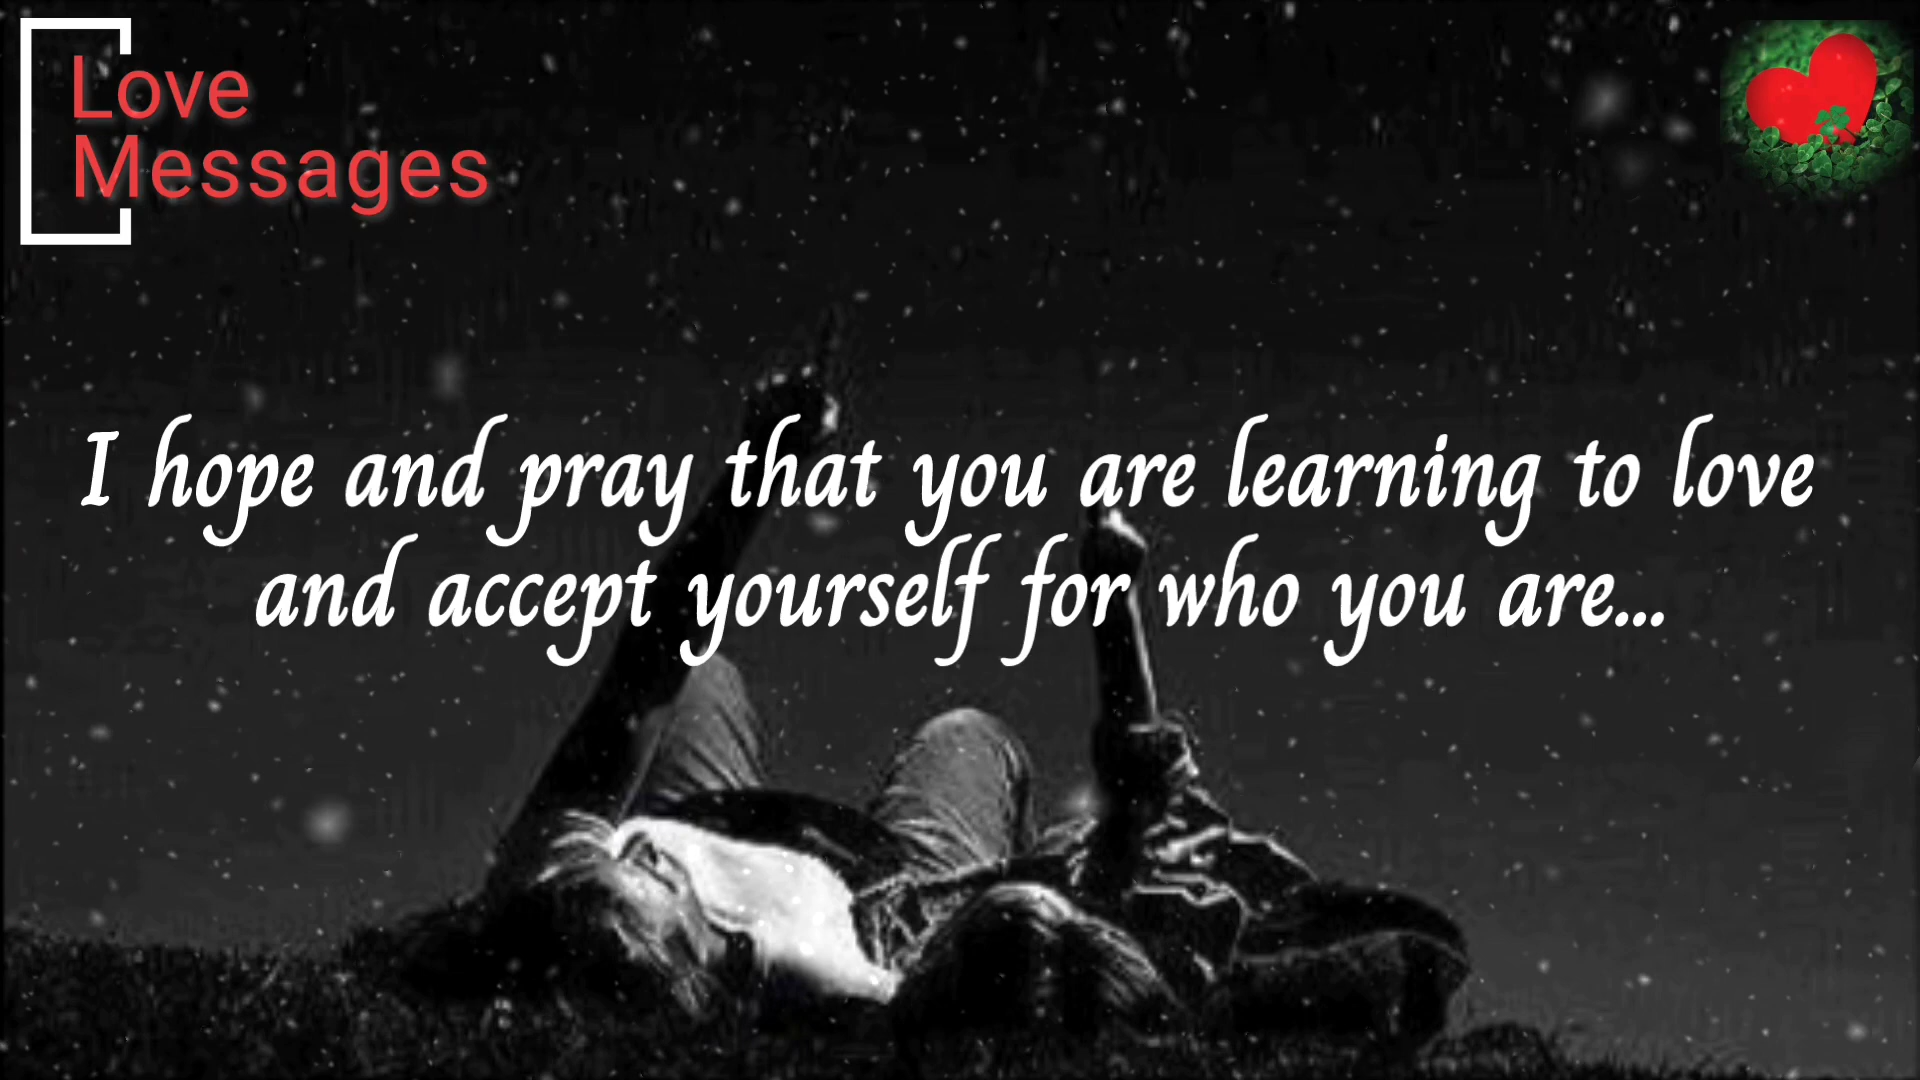 Love
Messages
I hope and pray that you are learning to love
and accept yourself for who you are...